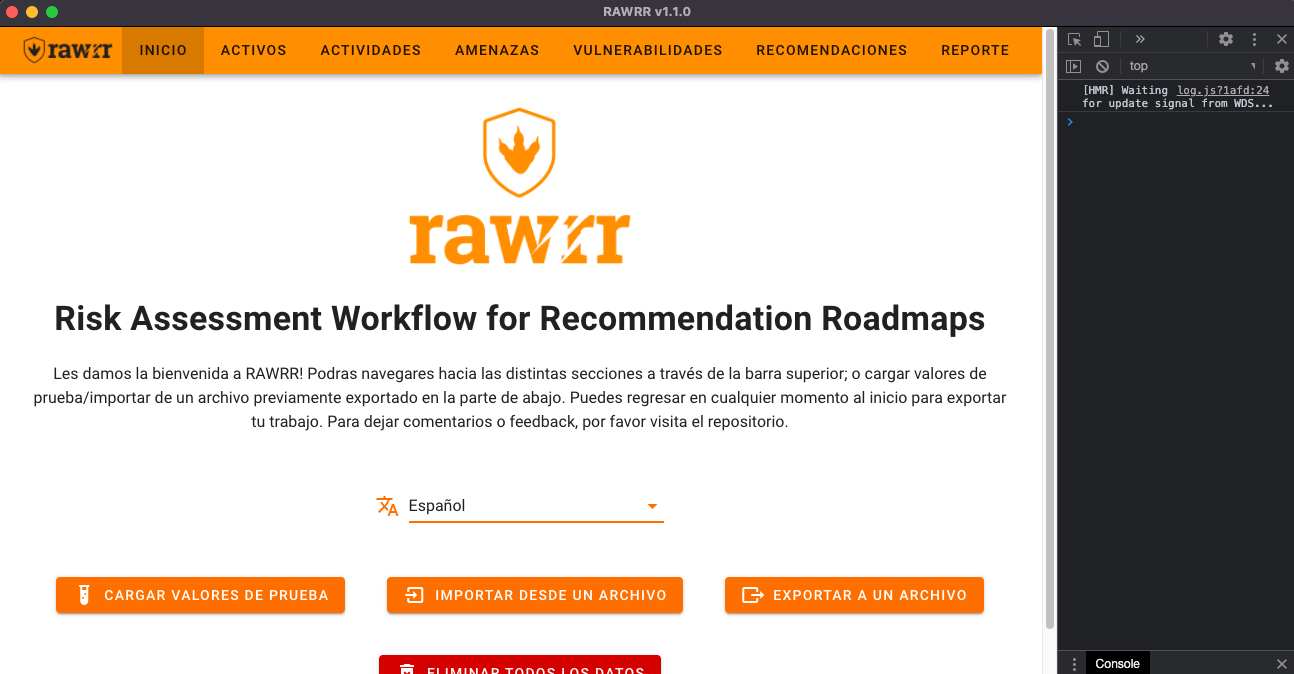 RAWRR v1.1.0
rawrr INICIO ACTIVOS ACTIVIDADES AMENAZAS VULNERABILIDADES RECOMENDACIONES REPORTE
top
[HMR] Waiting log.js?1afd:24
for update signal from WDS...
rawrr
Risk Assessment Workflow for Recommendation Roadmaps
Les damos la bienvenida a RAWRR! Podras navegares hacia las distintas secciones a través de la barra superior; o cargar valores de
prueba/importar de un archivo previamente exportado en la parte de abajo. Puedes regresar en cualquier momento al inicio para exportar
tu trabajo. Para dejar comentarios o feedback, por favor visita el repositorio.
Español
CARGAR VALORES DE PRUEBA IMPORTAR DESDE UN ARCHIVO EXPORTAR A UN ARCHIVO
ELIMINAR TODOS LOS DATOS
Console